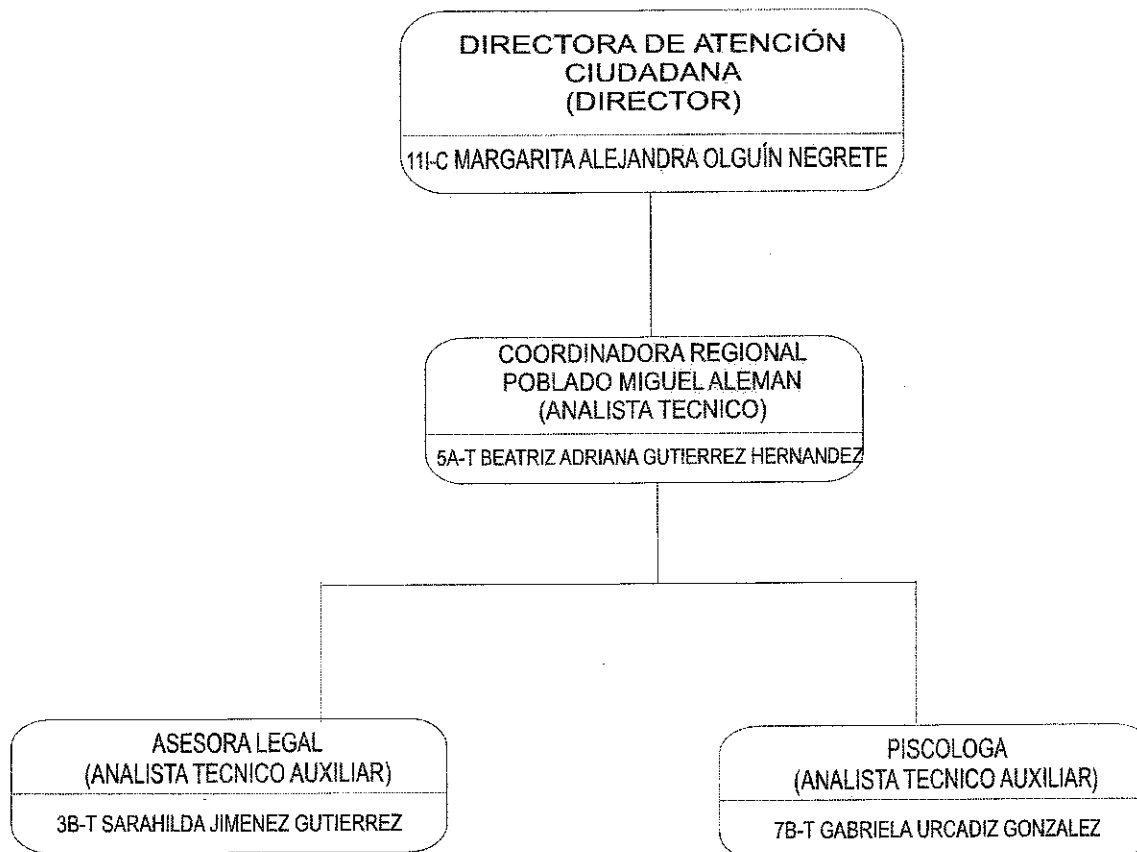 DIRECTORA DE ATENCIÓN
CIUDADANA
(DIRECTOR)
11I-C MARGARITA ALEJANDRA OLGUÍN NEGRETE
COORDINADORA REGIONAL
POBLADO MIGUEL ALEMAN
(ANALISTA TECNICO)
5A-T BEATRIZ ADRIANA GUTIERREZ HERNANDEZ
ASESORA LEGAL
(ANALISTA TECNICO AUXILIAR)
3B-T SARAHILDA JIMENEZ GUTIERREZ
PISCOLOGA
(ANALISTA TECNICO AUXILIAR)
7B-T GABRIELA URCADIZ GONZALEZ